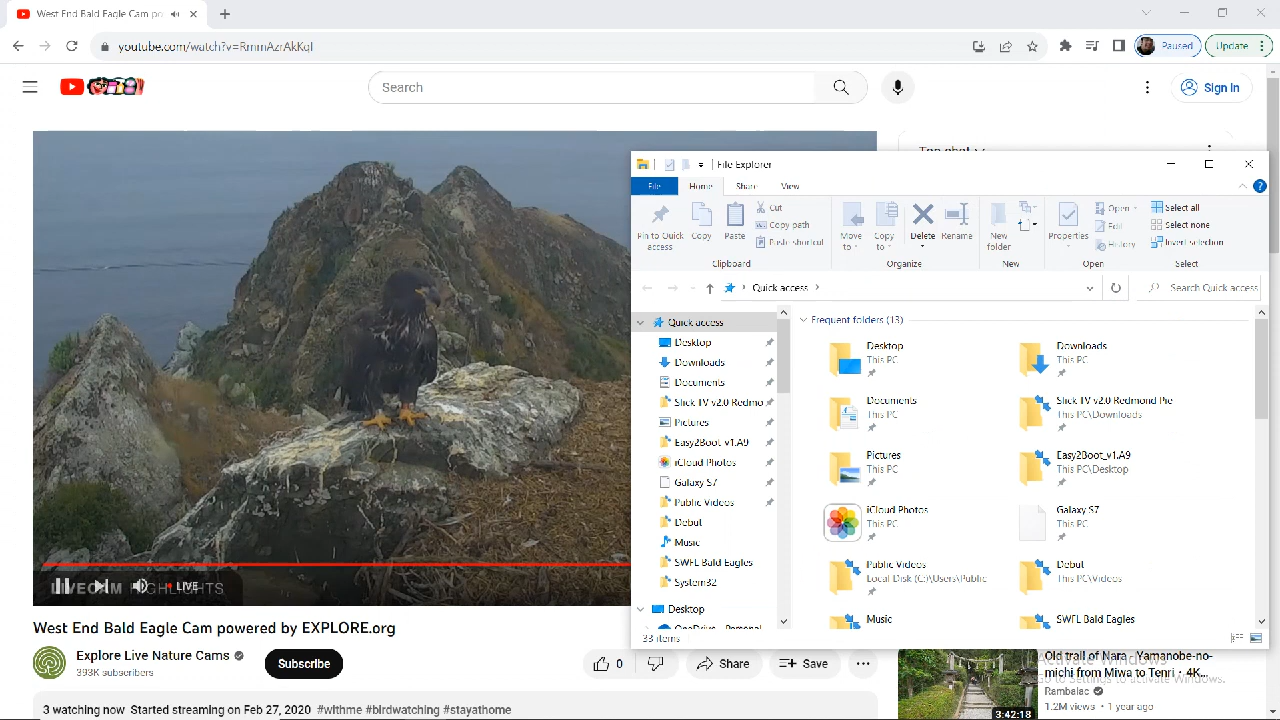 West End Bald Eagle Cam po
youtube.com/watch?v=RmmAzrAkKqI
Paused
Update
Search
Sign in
File Explorer
File
Home
Share
View
Pin to Quick access
Copy
Paste
Cut
Copy path
Paste shortcut
Move to
Copy to
Delete
Rename
New folder
Properties
Open
Edit
History
Select all
Select none
Invert selection
Clipboard
Organize
New
Open
Select
Quick access
Search Quick access
Quick access
Desktop
Downloads
Documents
Slick TV v2.0 Redmo
Pictures
Easy2Boot_v1.A9
iCloud Photos
Galaxy S7
Public Videos
Debut
Music
SWFL Bald Eagles
System32
Desktop
OneDrive - Personal
Frequent folders (13)
Desktop
This PC
Downloads
This PC
Documents
This PC
Slick TV v2.0 Redmond Pie
This PC\Downloads
Pictures
This PC
Easy2Boot_v1.A9
This PC\Desktop
iCloud Photos
This PC
Galaxy S7
This PC
Public Videos
Local Disk (C:)\Users\Public
Debut
This PC\Videos
Music
SWFL Bald Eagles
33 items
LIVECAM HIGHLIGHTS
LIVE
West End Bald Eagle Cam powered by EXPLORE.org
Explore Live Nature Cams
393K subscribers
Subscribe
0
Share
Save
3 watching now Started streaming on Feb 27, 2020 #withme #birdwatching #stayathome
Old trail of Nara - Yamanobe-no-
michi from Miwa to Tenri・4K...
Rambalac
1.2M views • 1 year ago
3:42:18
Activate Windows
Go to Settings to activate Windows.